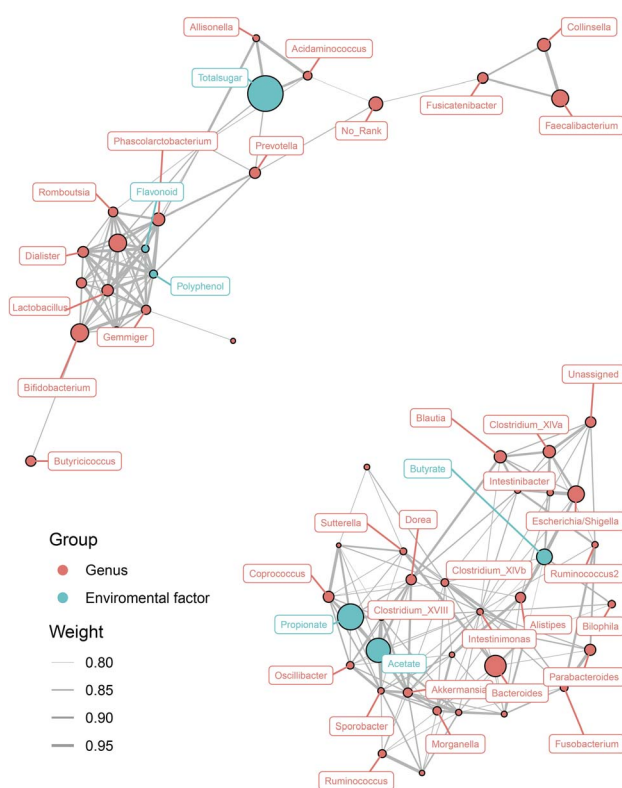 Collinsella
Allisonella
Acidaminococcus
Totalsugar
Fusicatenibacter
Faecalibacterium
No_Rank
Phascolarctobacterium
Prevotella
Romboutsia
Flavonoid
Dialister
Polyphenol
Lactobacillus
Gemmiger
Bifidobacterium
Butyricicoccus
Unassigned
Blautia
Clostridium_XlVa
Butyrate
Intestinibacter
Escherichia/Shigella
Sutterella
Dorea
Clostridium_XlVb
Ruminococcus2
Coprococcus
Clostridium_XVIII
Propionate
Alistipes
Bilophila
Intestinimonas
Acetate
Oscillibacter
Akkermansia
Bacteroides
Parabacteroides
Sporobacter
Morganella
Fusobacterium
Ruminococcus
Group
Genus
Enviromental factor
Weight
0.80
0.85
0.90
0.95